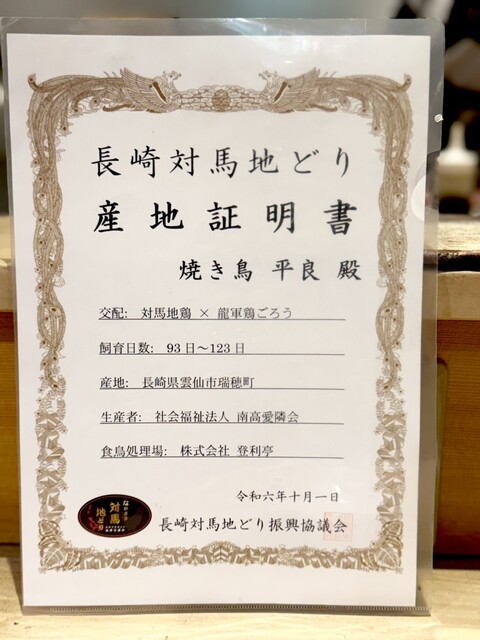 長崎対馬地どり
産地証明書
焼き鳥 平良 殿
交配: 対馬地鶏 × 龍軍鶏ごろう
飼育日数: 93日～123日
産地: 長崎県雲仙市瑞穂町
生産者: 社会福祉法人 南高愛隣会
食鳥処理場: 株式会社 登利亭
令和六年十月一日
長崎対馬地どり振興協議会
ながさき
対馬
地どり